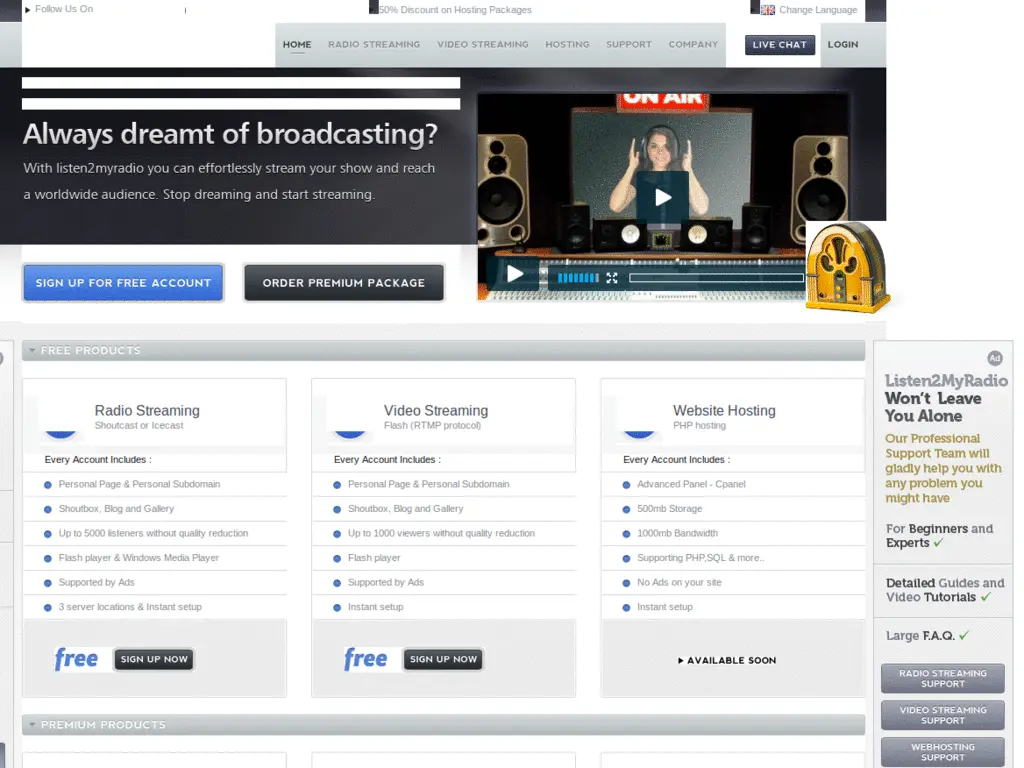 Follow Us On
50% Discount on Hosting Packages
Change Language
HOME
RADIO STREAMING
VIDEO STREAMING
HOSTING
SUPPORT
COMPANY
LIVE CHAT
LOGIN
Always dreamt of broadcasting?
With listen2myradio you can effortlessly stream your show and reach
a worldwide audience. Stop dreaming and start streaming.
ON AIR
SIGN UP FOR FREE ACCOUNT
ORDER PREMIUM PACKAGE
FREE PRODUCTS
Radio Streaming
Shoutcast or Icecast
Every Account Includes :
Personal Page & Personal Subdomain
Shoutbox, Blog and Gallery
Up to 5000 listeners without quality reduction
Flash player & Windows Media Player
Supported by Ads
3 server locations & Instant setup
free
SIGN UP NOW
Video Streaming
Flash (RTMP protocol)
Every Account Includes :
Personal Page & Personal Subdomain
Shoutbox, Blog and Gallery
Up to 1000 viewers without quality reduction
Flash player
Supported by Ads
Instant setup
free
SIGN UP NOW
Website Hosting
PHP hosting
Every Account Includes :
Advanced Panel - Cpanel
500mb Storage
1000mb Bandwidth
Supporting PHP,SQL & more..
No Ads on your site
Instant setup
AVAILABLE SOON
PREMIUM PRODUCTS
Ad
Listen2MyRadio
Won't Leave
You Alone
Our Professional
Support Team will
gladly help you with
any problem you
might have
For Beginners and
Experts ✓
Detailed Guides and
Video Tutorials ✓
Large F.A.Q. ✓
RADIO STREAMING
SUPPORT
VIDEO STREAMING
SUPPORT
WEBHOSTING
SUPPORT